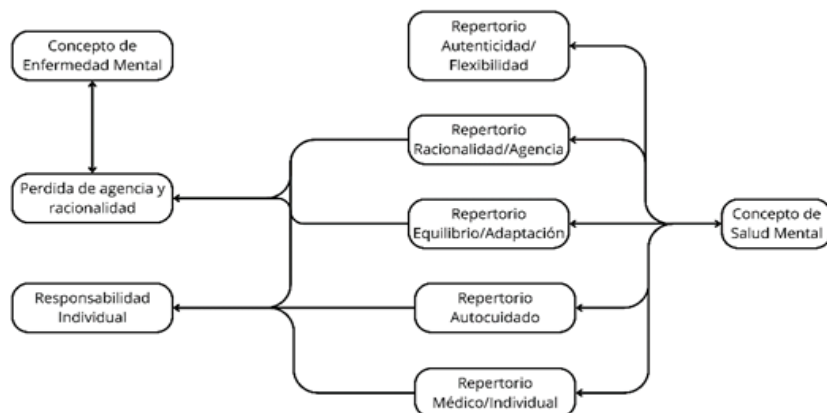 Concepto de
Enfermedad Mental
Perdida de agencia y
racionalidad
Responsabilidad
Individual
Repertorio
Autenticidad/
Flexibilidad
Repertorio
Racionalidad/Agencia
Repertorio
Equilibrio/Adaptación
Repertorio
Autocuidado
Repertorio
Médico/Individual
Concepto de
Salud Mental